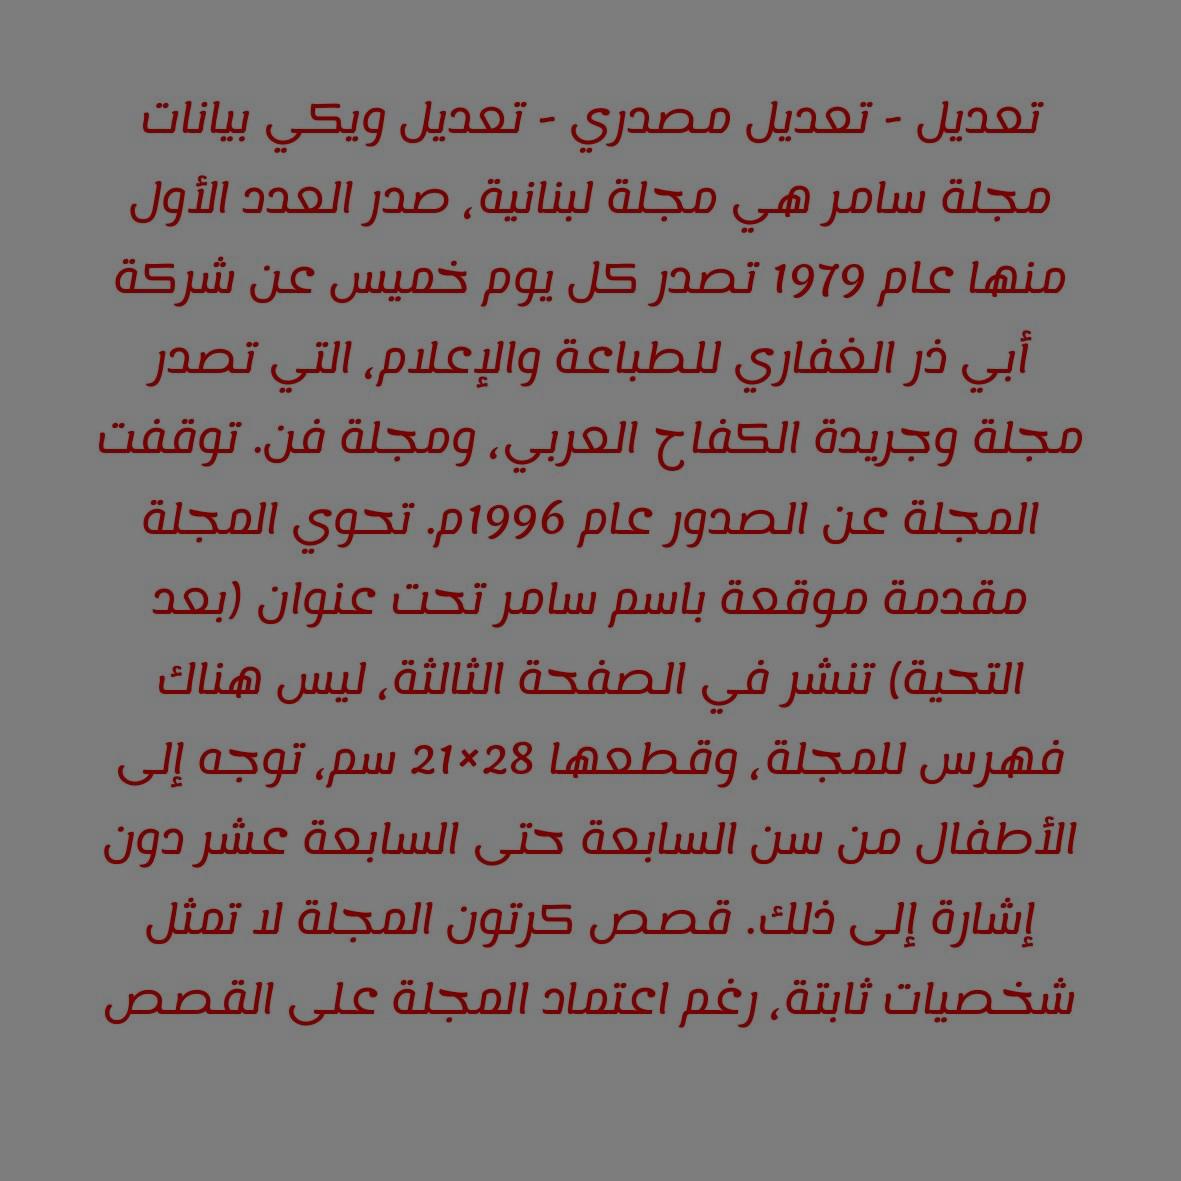 تعديل - تعديل مصدري - تعديل ويكي بيانات
مجلة سامر هي مجلة لبنانية، صدر العدد الأول
منها عام 1979 تصدر كل يوم خميس عن شركة
أبي ذر الغفاري للطباعة والإعلام، التي تصدر
مجلة وجريدة الكفاح العربي، ومجلة فن. توقفت
المجلة عن الصدور عام 1996م. تحوي المجلة
مقدمة موقعة باسم سامر تحت عنوان (بعد
التحية) تنشر في الصفحة الثالثة، ليس هناك
فهرس للمجلة، وقطعها 28×21 سم، توجه إلى
الأطفال من سن السابعة حتى السابعة عشر دون
إشارة إلى ذلك. قصص كرتون المجلة لا تمثل
شخصيات ثابتة، رغم اعتماد المجلة على القصص